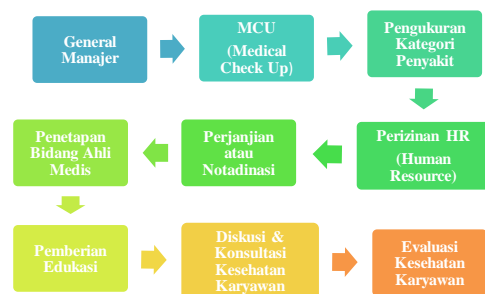 General
Manajer
MCU
(Medical
Check Up)
Pengukuran
Kategori
Penyakit
Perizinan HR
(Human
Resource)
Perjanjian
atau
Notadinasi
Penetapan
Bidang Ahli
Medis
Pemberian
Edukasi
Diskusi &
Konsultasi
Kesehatan
Karyawan
Evaluasi
Kesehatan
Karyawan